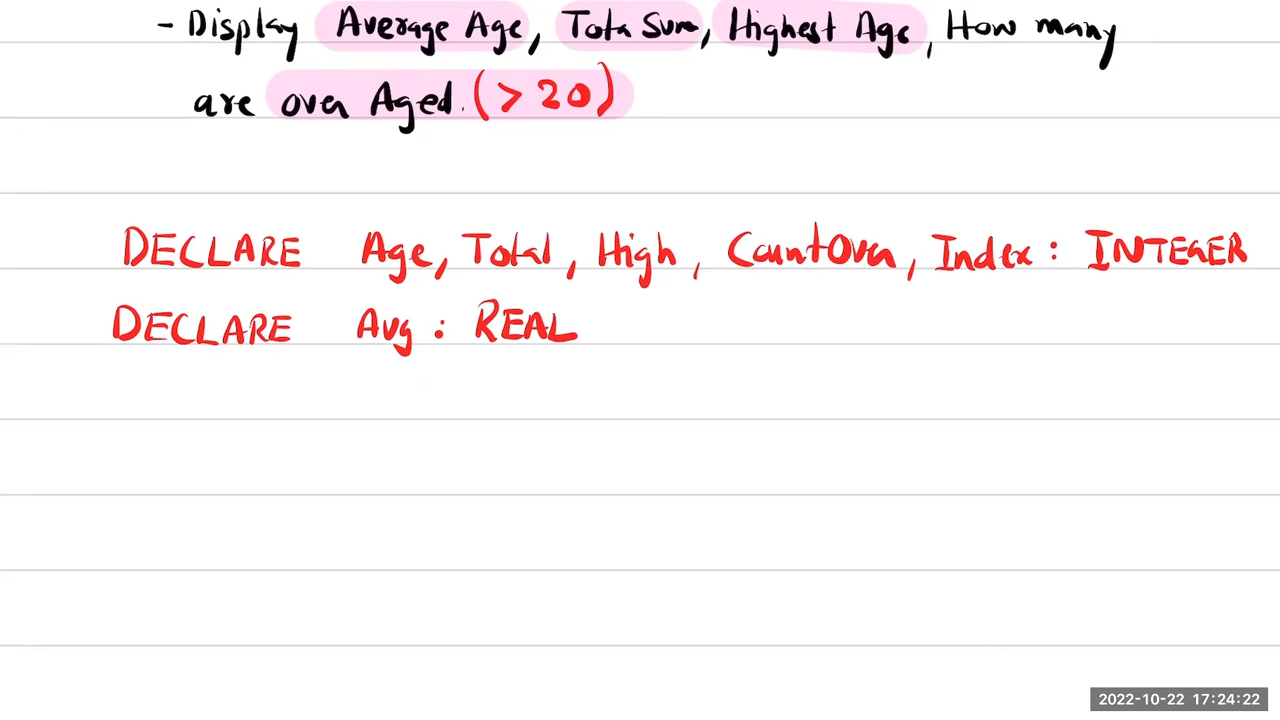 - Display Average Age, Tota Sum, Highest Age, How many
are over Aged. (> 20)
DECLARE Age, Total, High, CountOver, Index : INTEGER
DECLARE Avg : REAL
2022-10-22 17:24:22